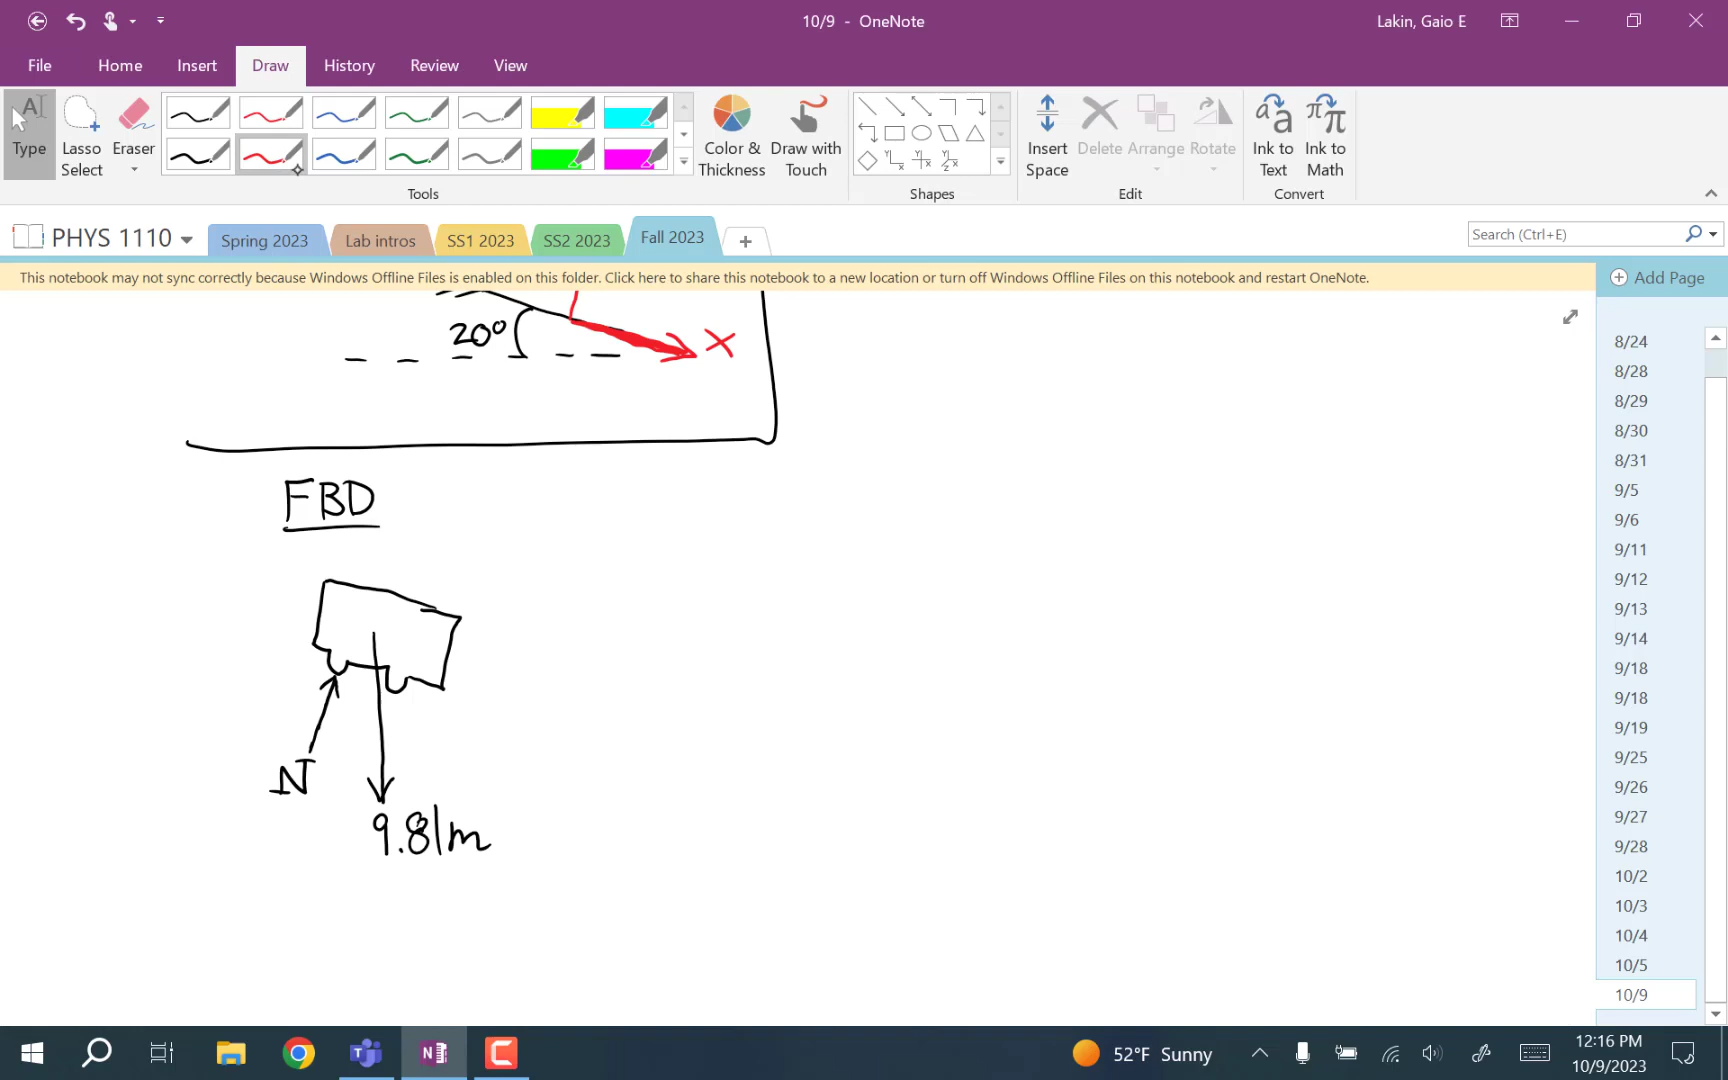 10/9 - OneNote
Lakin, Gaio E
File Home Insert Draw History Review View
Type
Lasso Select
Eraser
Color & Thickness
Draw with Touch
Insert Space
Delete
Arrange
Rotate
Ink to Text
Ink to Math
Tools
Shapes
Edit
Convert
PHYS 1110
Spring 2023
Lab intros
SS1 2023
SS2 2023
Fall 2023
Search (Ctrl+E)
This notebook may not sync correctly because Windows Offline Files is enabled on this folder. Click here to share this notebook to a new location or turn off Windows Offline Files on this notebook and restart OneNote.
Add Page
20° X
FBD
N
9.81m
8/24
8/28
8/29
8/30
8/31
9/5
9/6
9/11
9/12
9/13
9/14
9/18
9/18
9/19
9/25
9/26
9/27
9/28
10/2
10/3
10/4
10/5
10/9
52°F Sunny
12:16 PM
10/9/2023